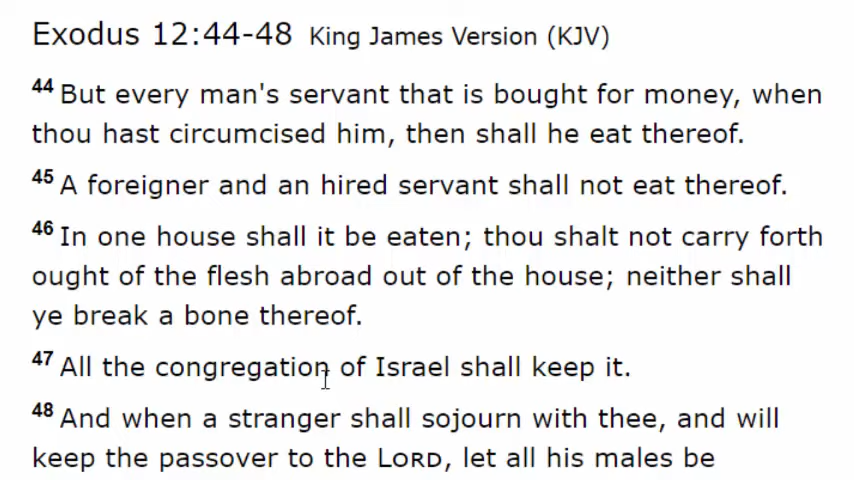 Exodus 12:44-48 King James Version (KJV)
44 But every man's servant that is bought for money, when
thou hast circumcised him, then shall he eat thereof.
45 A foreigner and an hired servant shall not eat thereof.
46 In one house shall it be eaten; thou shalt not carry forth
ought of the flesh abroad out of the house; neither shall
ye break a bone thereof.
47 All the congregation of Israel shall keep it.
48 And when a stranger shall sojourn with thee, and will
keep the passover to the LORD, let all his males be